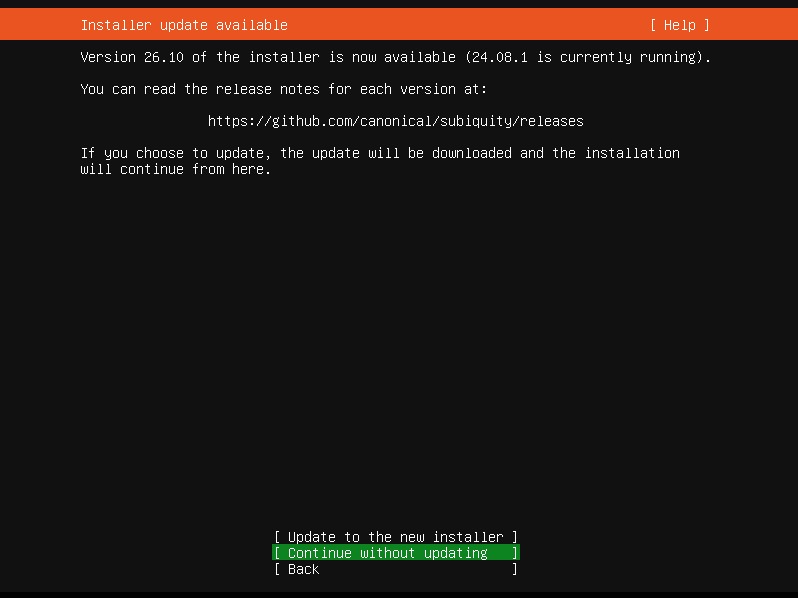 Installer update available [ Help ]
Version 26.10 of the installer is now available (24.08.1 is currently running).
You can read the release notes for each version at:
https://github.com/canonical/subiquity/releases
If you choose to update, the update will be downloaded and the installation
will continue from here.
[ Update to the new installer ]
[ Continue without updating ]
[ Back ]